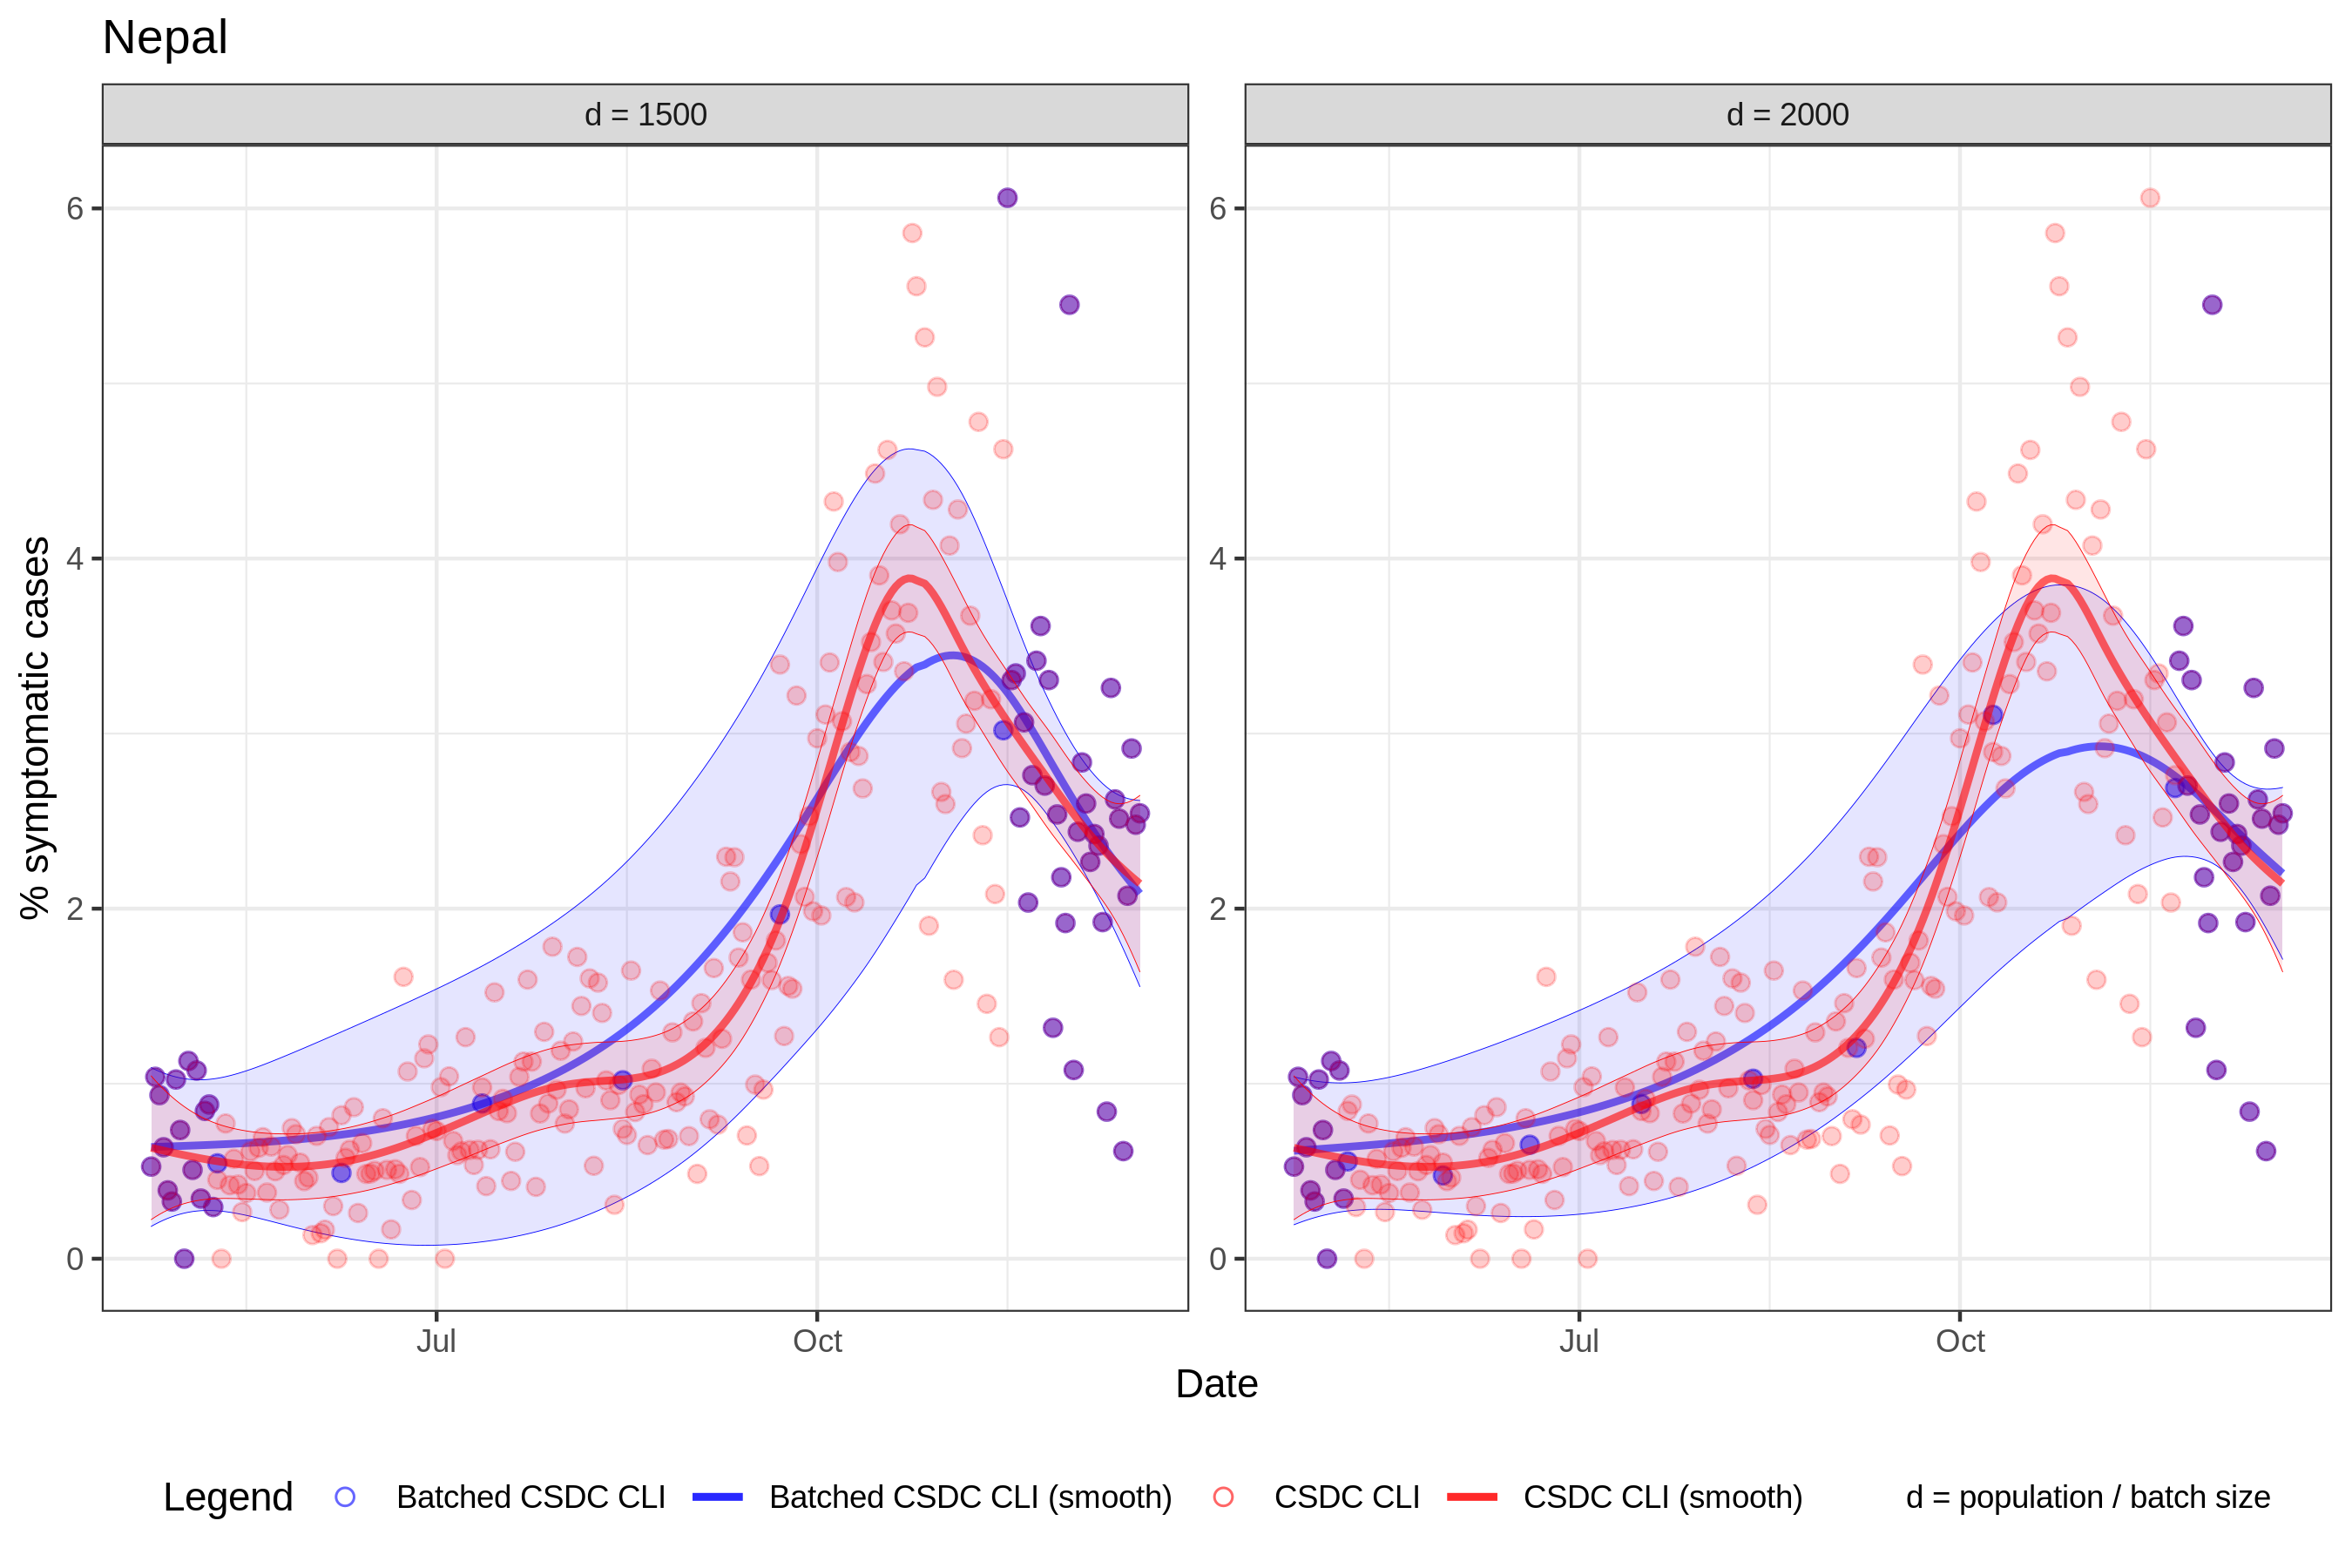 Nepal
d = 1500
d = 2000
% symptomatic cases
6
4
2
0
6
4
2
0
Jul
Oct
Jul
Oct
Date
Legend
Batched CSDC CLI
Batched CSDC CLI (smooth)
CSDC CLI
CSDC CLI (smooth)
d = population / batch size